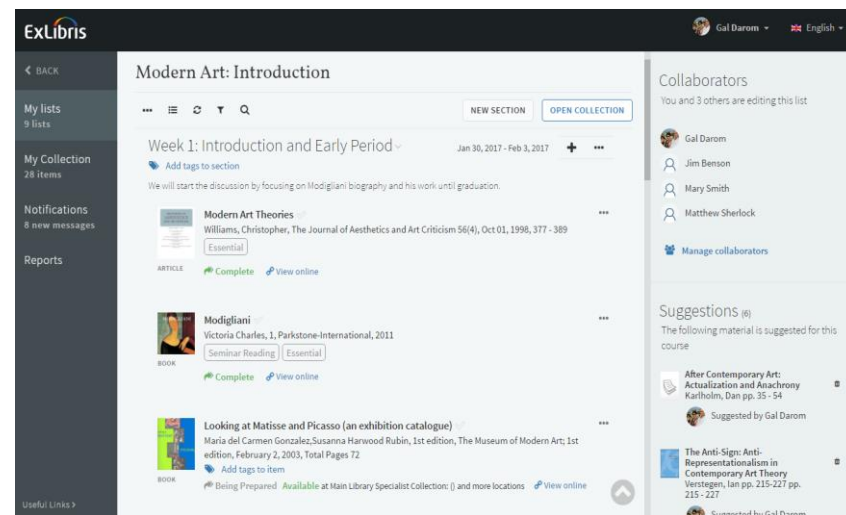 ExLibris
Gal Darom
English
BACK
My lists
9 lists
My Collection
28 items
Notifications
8 new messages
Reports
Useful Links >
Modern Art: Introduction
NEW SECTION
OPEN COLLECTION
Week 1: Introduction and Early Period
Jan 30, 2017 - Feb 3, 2017
Add tags to section
We will start the discussion by focusing on Modigliani biography and his work until graduation.
Modern Art Theories
Williams, Christopher, The Journal of Aesthetics and Art Criticism 56(4), Oct 01, 1998, 377 - 389
Essential
ARTICLE
Complete View online
Modigliani
Victoria Charles, 1, Parkstone-International, 2011
Seminar Reading Essential
BOOK
Complete View online
Looking at Matisse and Picasso (an exhibition catalogue)
Maria del Carmen Gonzalez,Susanna Harwood Rubin, 1st edition, The Museum of Modern Art; 1st
edition, February 2, 2003, Total Pages 72
Add tags to item
BOOK
Being Prepared Available at Main Library Specialist Collection: () and more locations View online
Collaborators
You and 3 others are editing this list
Gal Darom
Jim Benson
Mary Smith
Matthew Sherlock
Manage collaborators
Suggestions (6)
The following material is suggested for this
course
After Contemporary Art:
Actualization and Anachrony
Karlholm, Dan pp. 35 - 54
Suggested by Gal Darom
The Anti-Sign: Anti-
Representationalism in
Contemporary Art Theory
Verstegen, Ian pp. 215-227 pp.
215 - 227
Suggested by Gal Darom